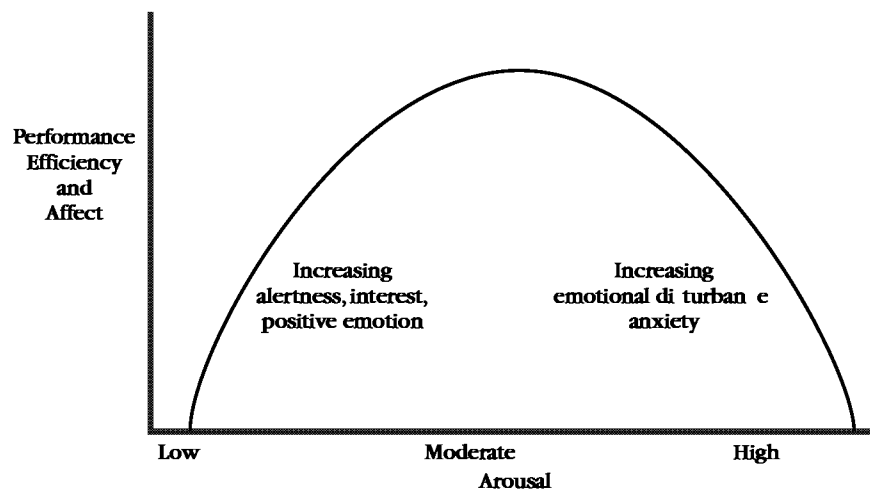 Performance
Efficiency
and
Affect
Increasing
alertness, interest,
positive emotion
Increasing
emotional di turban e
anxiety
Low
Moderate
High
Arousal